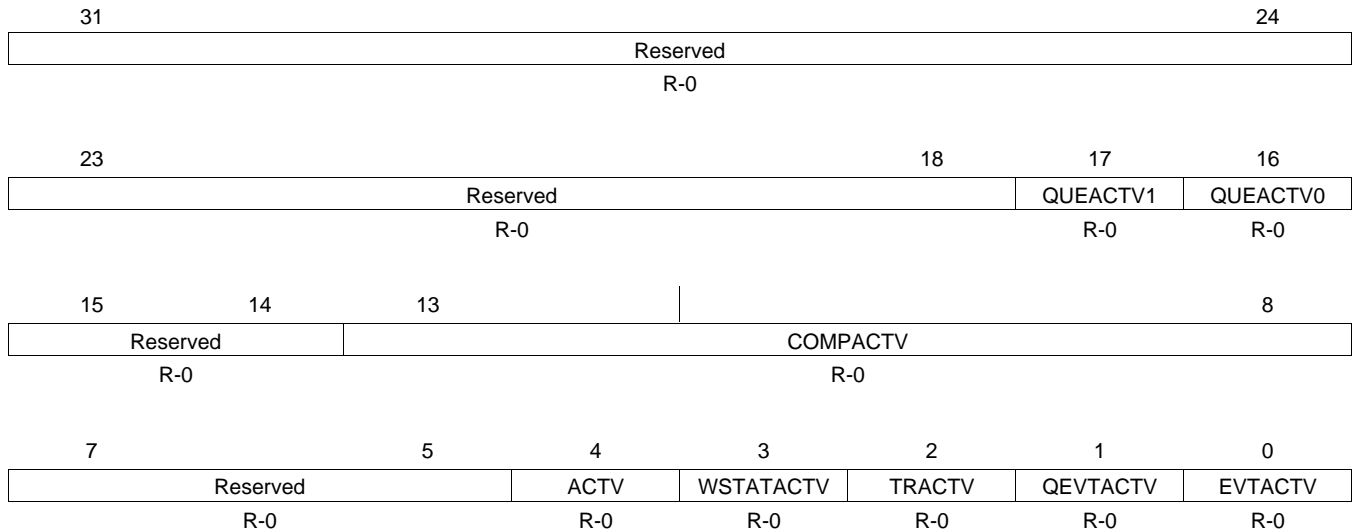 31 24
Reserved
R-0
23 18 17 16
Reserved QUEACTV1 QUEACTV0
R-0 R-0 R-0
15 14 13 8
Reserved COMPACTV
R-0 R-0
7 5 4 3 2 1 0
Reserved ACTV WSTATACTV TRACTV QEVTACTV EVTACTV
R-0 R-0 R-0 R-0 R-0 R-0